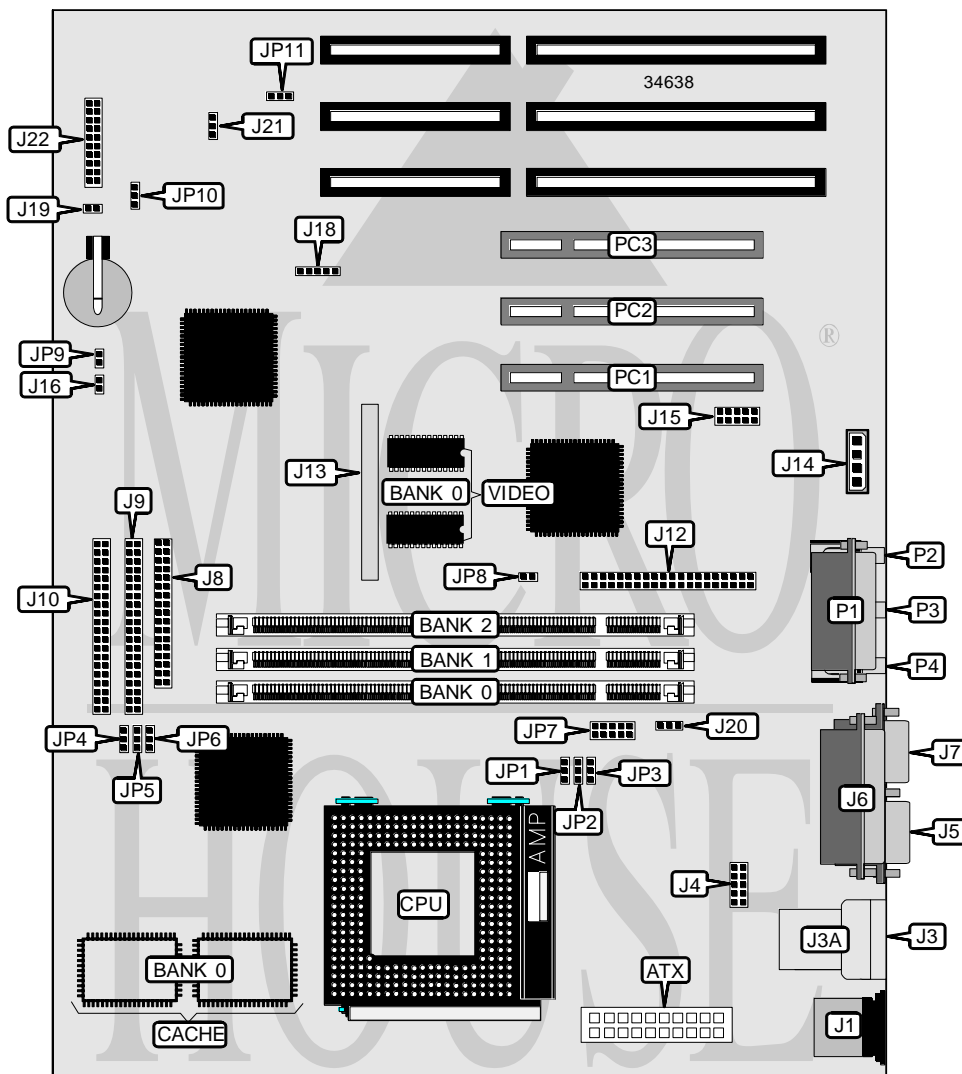 JP11
34638
J21
J22
JP10
J19
J18
PC3
PC2
®
JP9
PC1
J16
MICRO
J15
J13
BANK 0
VIDEO
J14
J9
J12
J8
JP8
P2
J10
P1
P3
BANK 2
BANK 1
P4
BANK 0
JP4
JP6
JP7
J20
J7
JP5
JP1
JP3
J6
JP2
AMP
J5
HOUSE
J4
CPU
J3A
J3
BANK 0
ATX
J1
CACHE